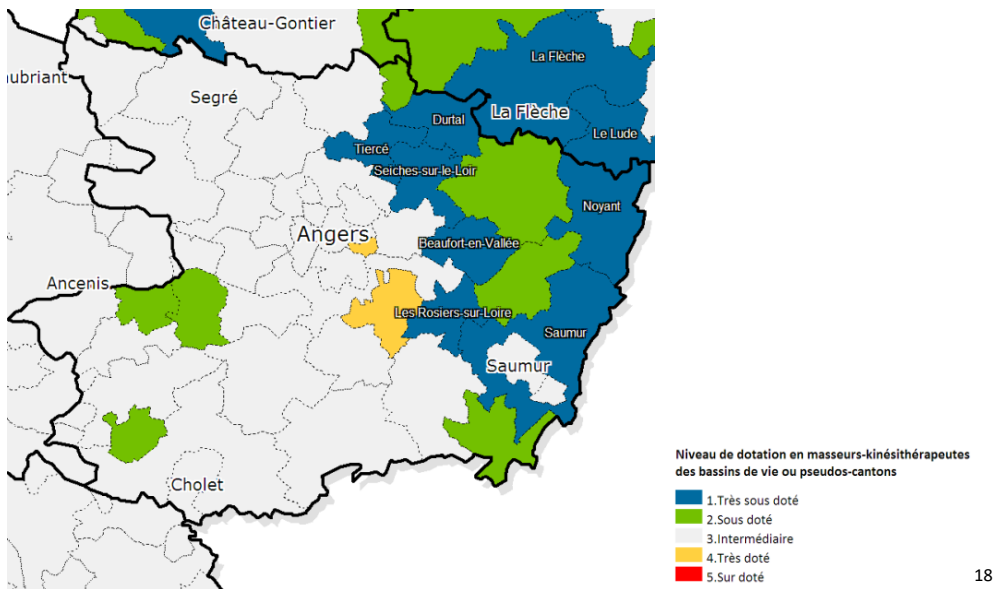 Château-Gontier
La Flèche
aubriant
Segré
La Flèche
Durtal
Le Lude
Tiercé
Seiches-sur-le-Loir
Noyant
Angers
Beaufort-en-Vallée
Ancenis
Les Rosiers-sur-Loire
Saumur
Saumur
Cholet
Niveau de dotation en masseurs-kinésithérapeutes
des bassins de vie ou pseudos-cantons
1.Très sous doté
2.Sous doté
3.Intermédiaire
4.Très doté
5.Sur doté
18